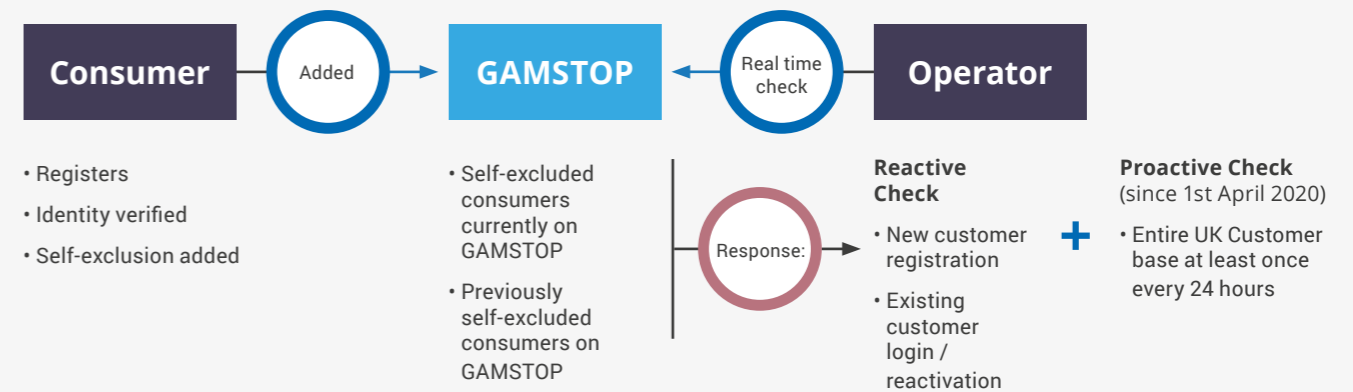 Consumer
Added
GAMSTOP
Real time
check
Operator
• Registers
• Identity verified
• Self-exclusion added
• Self-excluded
consumers
currently on
GAMSTOP
• Previously
self-excluded
consumers on
GAMSTOP
Response:
Reactive
Check
• New customer
registration
• Existing
customer
login /
reactivation
+
Proactive Check
(since 1st April 2020)
• Entire UK Customer
base at least once
every 24 hours